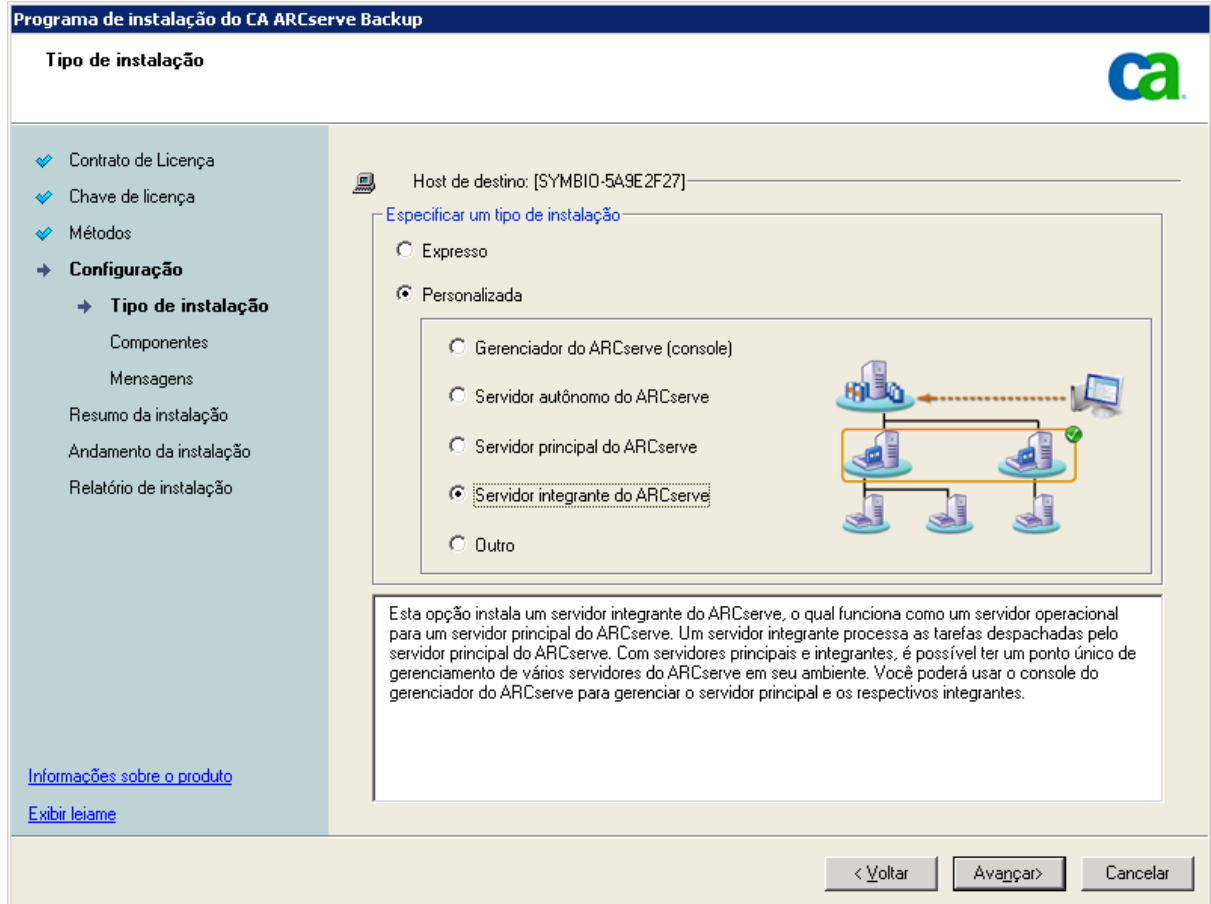 Programa de instalação do CA ARCserve Backup
Tipo de instalação
ca
Contrato de Licença
Chave de licença
Métodos
Configuração
Tipo de instalação
Componentes
Mensagens
Resumo da instalação
Andamento da instalação
Relatório de instalação
Informações sobre o produto
Exibir leiame
Host de destino: [SYMBIO-5A9E2F27]
Especificar um tipo de instalação
Expresso
Personalizada
Gerenciador do ARCserve (console)
Servidor autônomo do ARCserve
Servidor principal do ARCserve
Servidor integrante do ARCserve
Outro
Esta opção instala um servidor integrante do ARCserve, o qual funciona como um servidor operacional
para um servidor principal do ARCserve. Um servidor integrante processa as tarefas despachadas pelo
servidor principal do ARCserve. Com servidores principais e integrantes, é possível ter um ponto único de
gerenciamento de vários servidores do ARCserve em seu ambiente. Você poderá usar o console do
gerenciador do ARCserve para gerenciar o servidor principal e os respectivos integrantes.
< Voltar
Avançar>
Cancelar